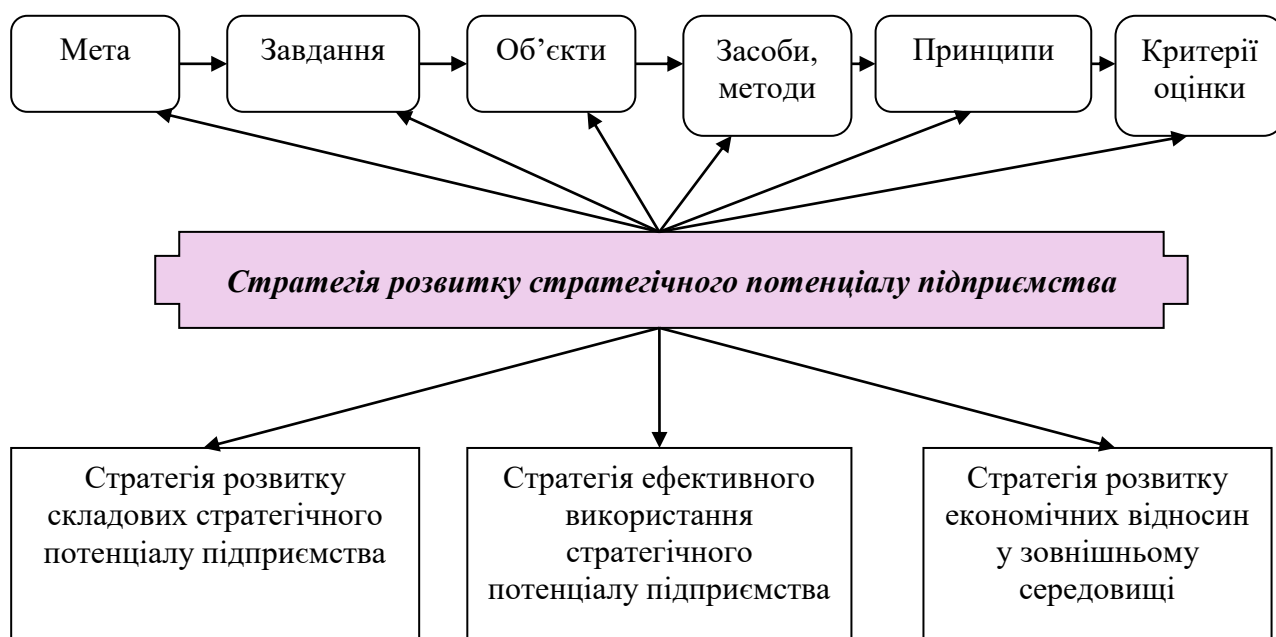 Мета
Завдання
Об’єкти
Засоби,
методи
Принципи
Критерії
оцінки
Стратегія розвитку стратегічного потенціалу підприємства
Стратегія розвитку
складових стратегічного
потенціалу підприємства
Стратегія ефективного
використання
стратегічного
потенціалу підприємства
Стратегія розвитку
економічних відносин
у зовнішньому
середовищі